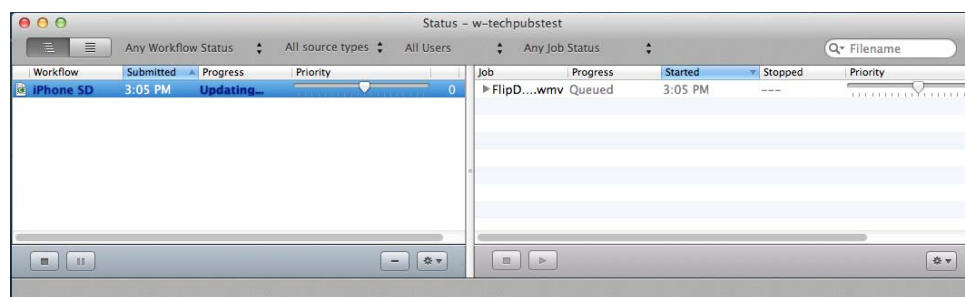 Status – w-techpubstest
Any Workflow Status All source types All Users Any Job Status Filename
Workflow Submitted Progress Priority Job Progress Started Stopped Priority
iPhone SD 3:05 PM Updating... 0 FlipD....wmv Queued 3:05 PM ---